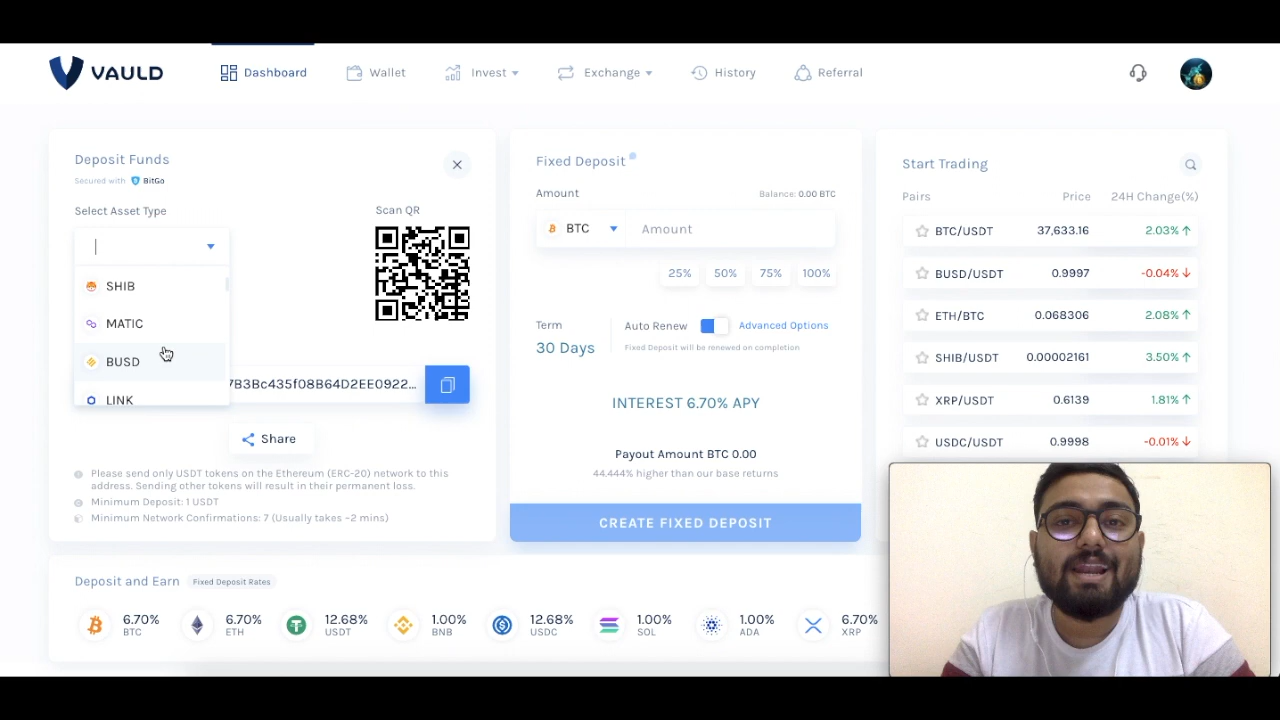 VAULD
Dashboard
Wallet
Invest
Exchange
History
Referral
Deposit Funds
Secured with BitGo
Select Asset Type
Scan QR
SHIB
MATIC
BUSD
LINK
7B3Bc435f08B64D2EE0922...
Share
Please send only USDT tokens on the Ethereum (ERC-20) network to this
address. Sending other tokens will result in their permanent loss.
Minimum Deposit: 1 USDT
Minimum Network Confirmations: 7 (Usually takes ~2 mins)
Fixed Deposit
Amount
Balance: 0.00 BTC
BTC
Amount
25% 50% 75% 100%
Term
30 Days
Auto Renew
Advanced Options
Fixed Deposit will be renewed on completion
INTEREST 6.70% APY
Payout Amount BTC 0.00
44.444% higher than our base returns
CREATE FIXED DEPOSIT
Start Trading
Pairs Price 24H Change(%)
BTC/USDT 37,633.16 2.03%
BUSD/USDT 0.9997 -0.04%
ETH/BTC 0.068306 2.08%
SHIB/USDT 0.00002161 3.50%
XRP/USDT 0.6139 1.81%
USDC/USDT 0.9998 -0.01%
Deposit and Earn
Fixed Deposit Rates
6.70% BTC
6.70% ETH
12.68% USDT
1.00% BNB
12.68% USDC
1.00% SOL
1.00% ADA
6.70% XRP